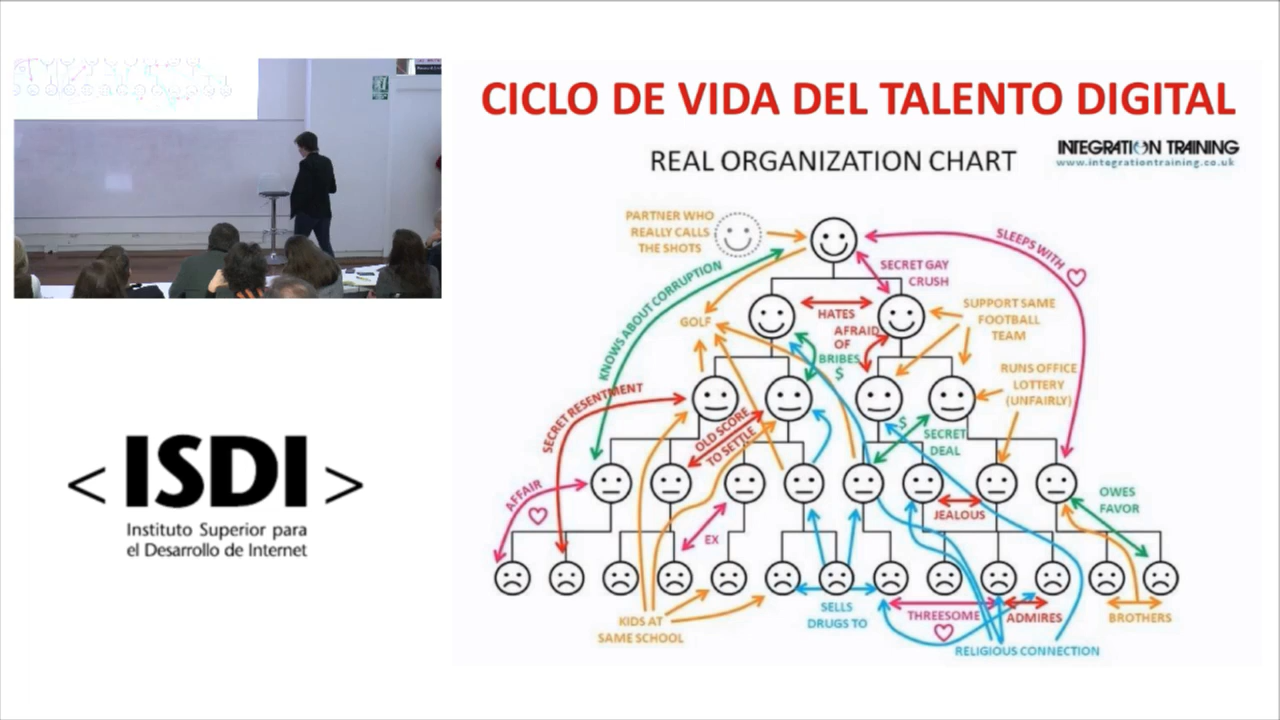 CICLO DE VIDA DEL TALENTO DIGITAL
INTEGRATION TRAINING
www.integrationtraining.co.uk
REAL ORGANIZATION CHART
PARTNER WHO
REALLY CALLS
THE SHOTS
SLEEPS WITH
KNOWS ABOUT CORRUPTION
SECRET GAY
CRUSH
GOLF
HATES
SUPPORT SAME
FOOTBALL
TEAM
AFRAID
OF
BRIBES
$
RUNS OFFICE
LOTTERY
(UNFAIRLY)
SECRET RESENTMENT
OLD SCORE
TO SETTLE
$
SECRET
DEAL
AFFAIR
JEALOUS
OWES
FAVOR
EX
KIDS AT
SAME SCHOOL
SELLS
DRUGS TO
THREESOME
ADMIRES
BROTHERS
RELIGIOUS CONNECTION
< ISDI >
Instituto Superior para
el Desarrollo de Internet